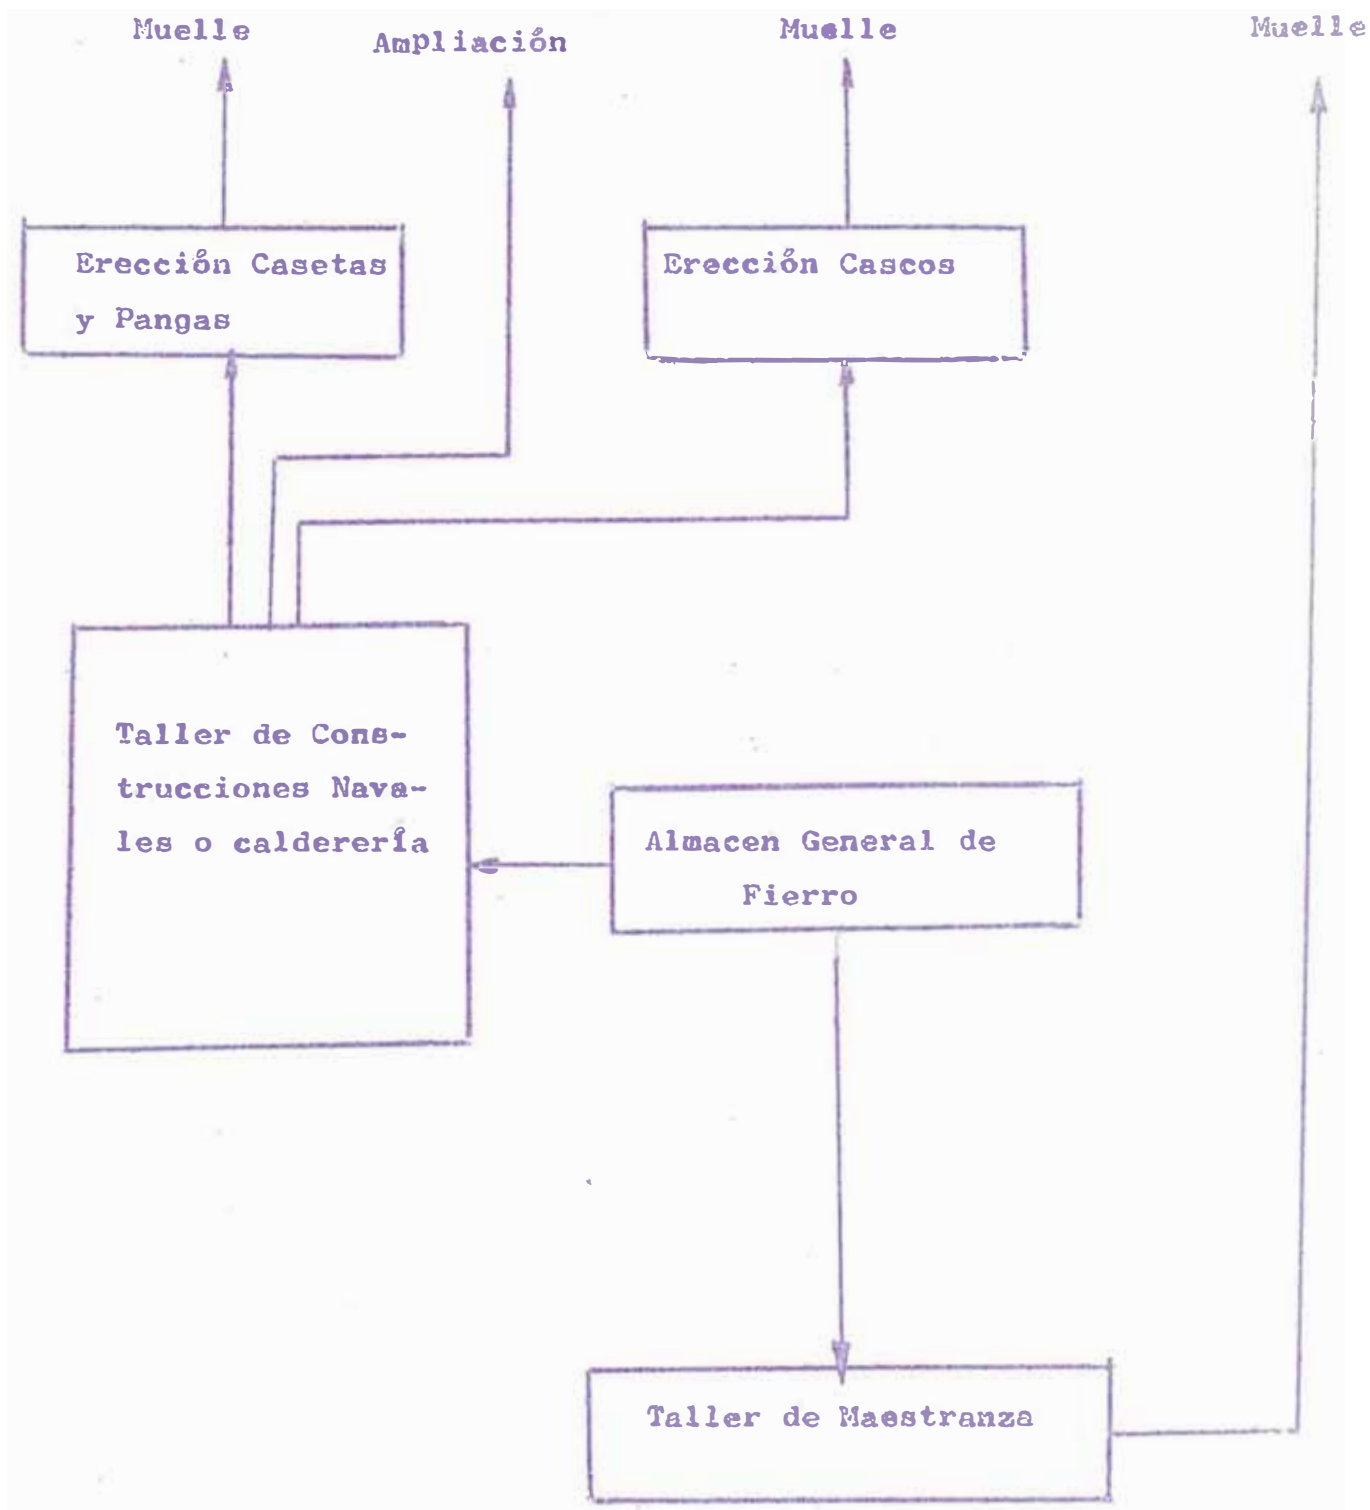 Muelle
Ampliación
Muelle
Muelle
Erección Casetas
y Pangas
Erección Cascos
Taller de Cons-
trucciones Nava-
les o calderería
Almacen General de
Fierro
Taller de Maestranza